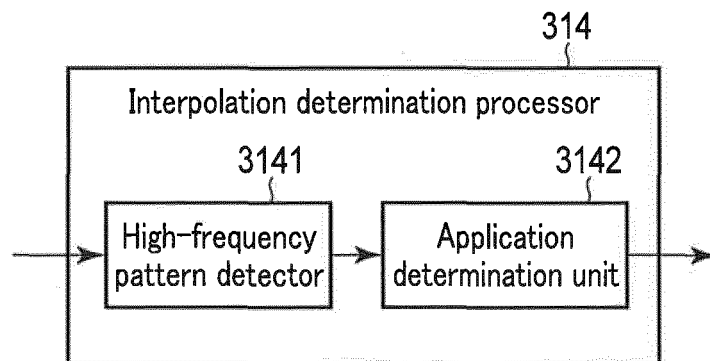 314
Interpolation determination processor
3141
3142
High-frequency
pattern detector
Application
determination unit